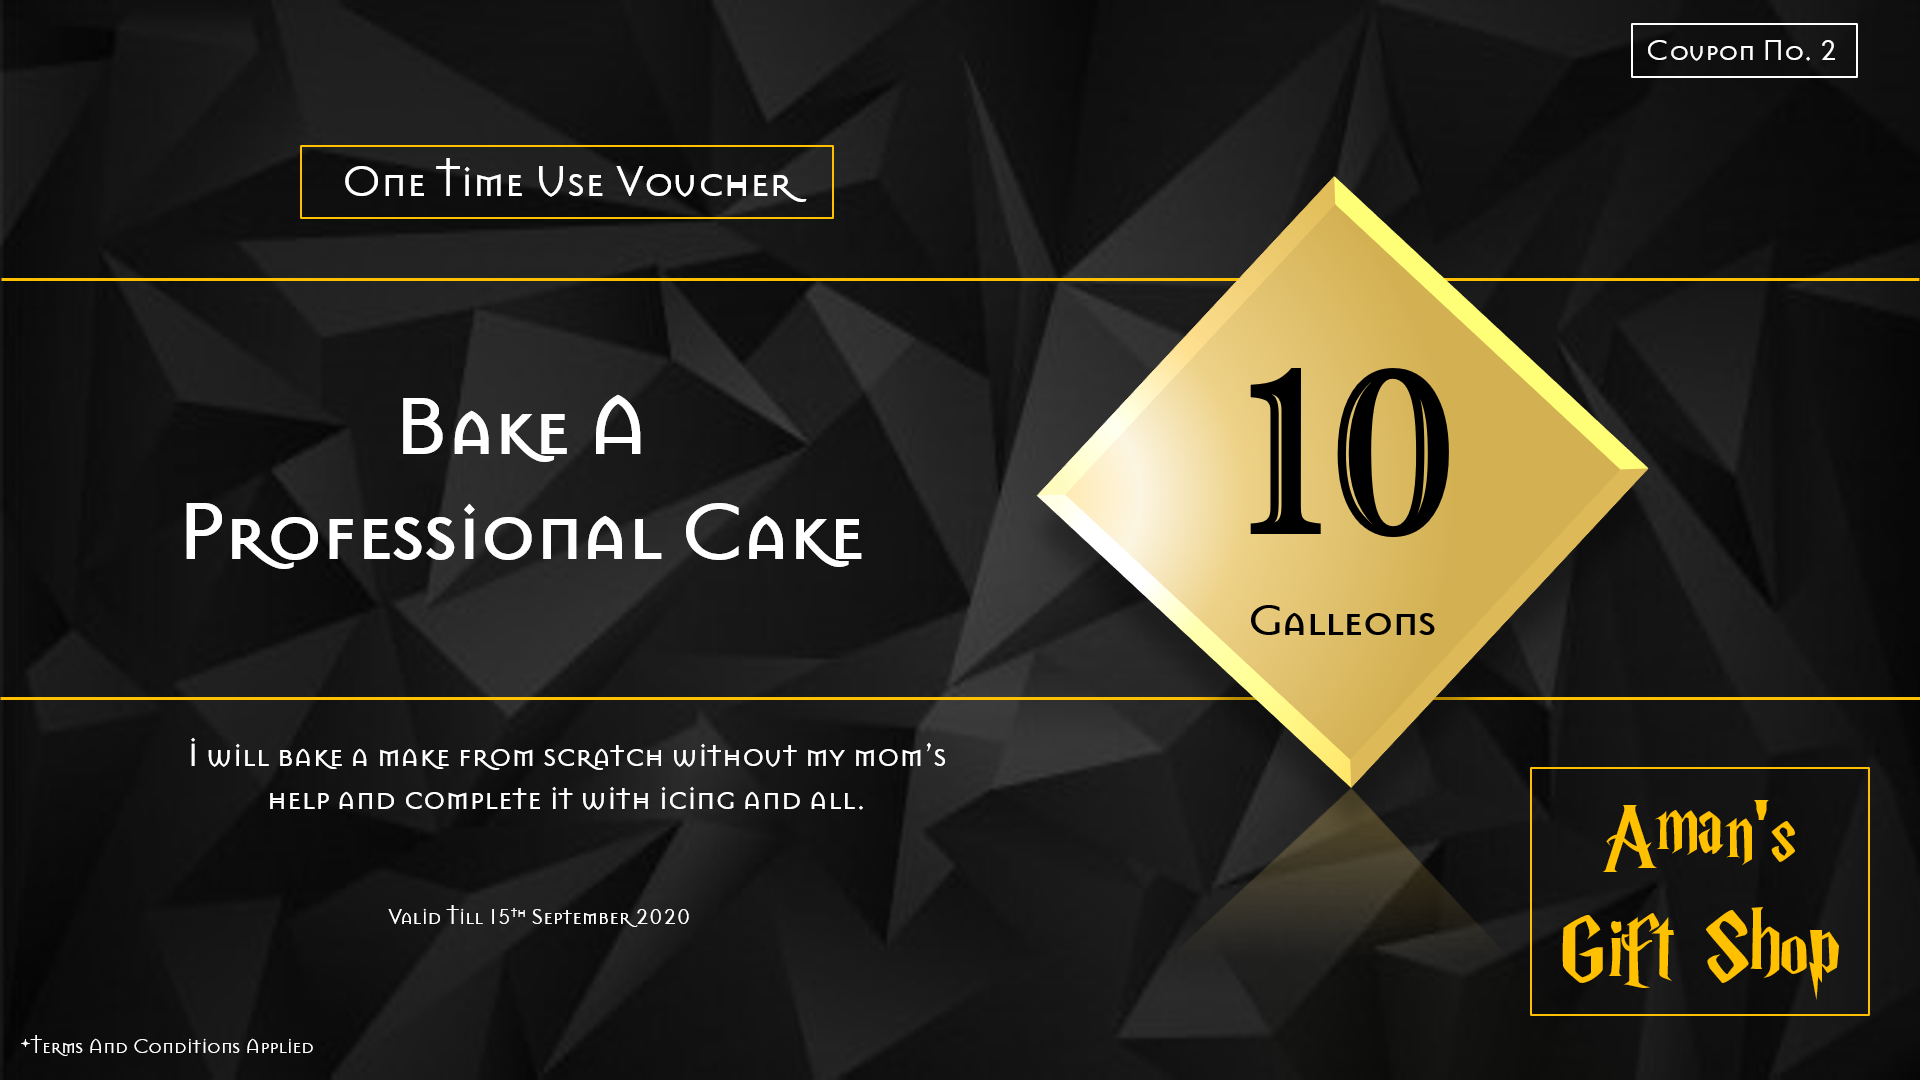 Coupon No. 2
One Time Use Voucher
Bake A
Professional Cake
10
Galleons
I will bake a make from scratch without my mom's
help and complete it with icing and all.
Valid Till 15th September 2020
Aman's
Gift Shop
*Terms And Conditions Applied